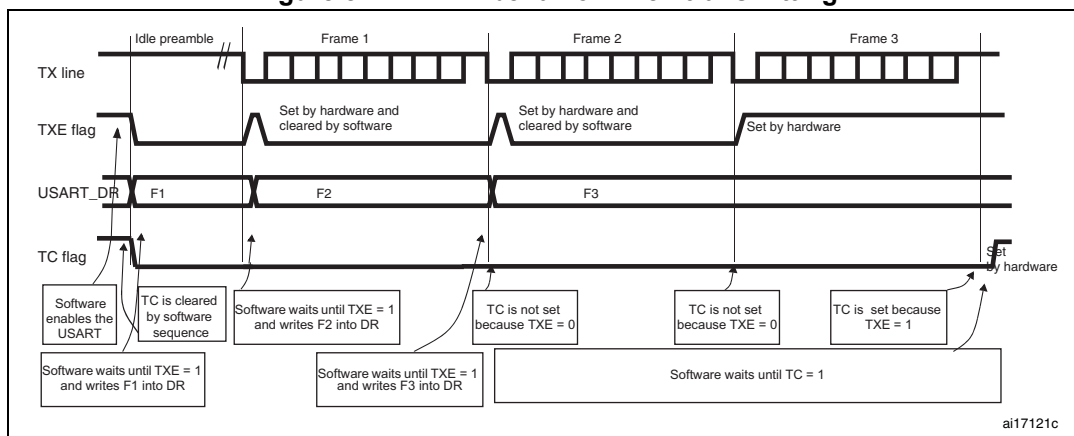 Idle preamble
Frame 1
Frame 2
Frame 3
TX line
TXE flag
Set by hardware and
cleared by software
Set by hardware and
cleared by software
Set by hardware
USART_DR
F1
F2
F3
TC flag
Set
by hardware
Software
enables the
USART
TC is cleared
by software
sequence
Software waits until TXE = 1
and writes F2 into DR
TC is not set
because TXE = 0
TC is not set
because TXE = 0
TC is set because
TXE = 1
Software waits until TXE = 1
and writes F1 into DR
Software waits until TXE = 1
and writes F3 into DR
Software waits until TC = 1
ai17121c